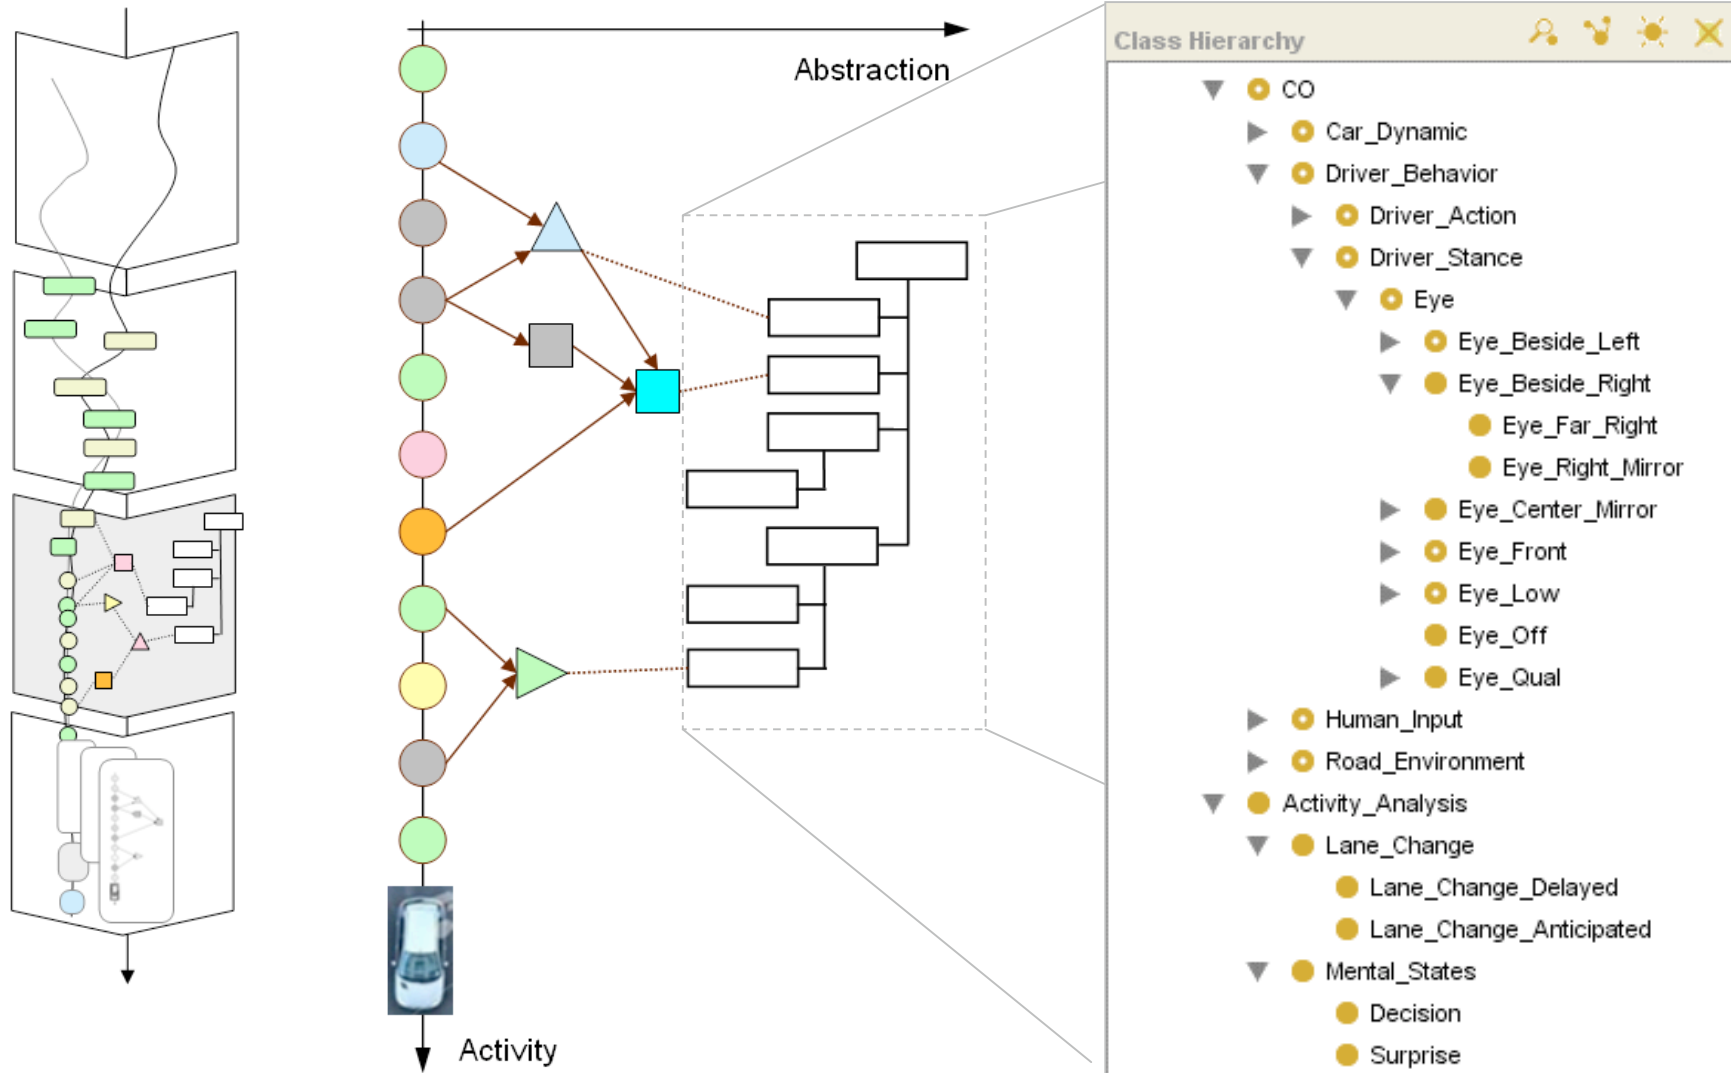 Abstraction
Activity
Class Hierarchy
CO
Car_Dynamic
Driver_Behavior
Driver_Action
Driver_Stance
Eye
Eye_Beside_Left
Eye_Beside_Right
Eye_Far_Right
Eye_Right_Mirror
Eye_Center_Mirror
Eye_Front
Eye_Low
Eye_Off
Eye_Qual
Human_Input
Road_Environment
Activity_Analysis
Lane_Change
Lane_Change_Delayed
Lane_Change_Anticipated
Mental_States
Decision
Surprise